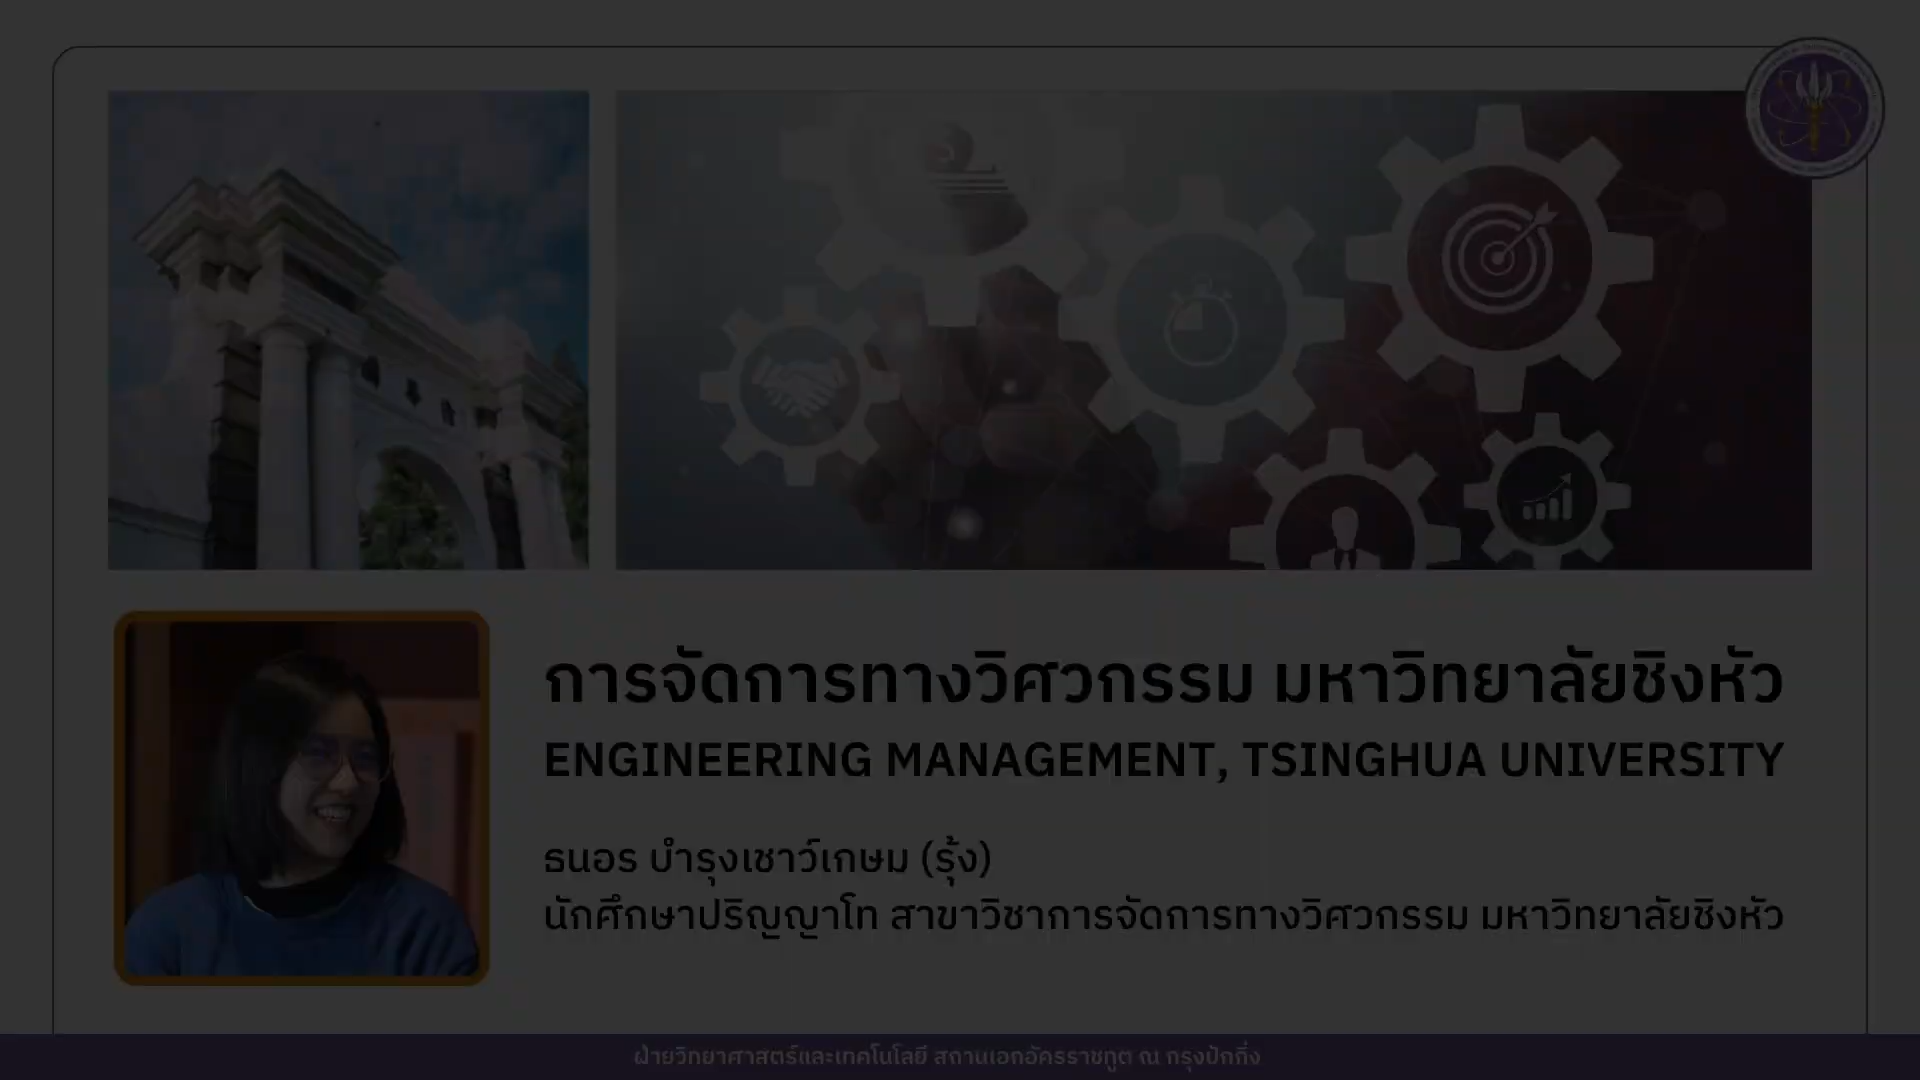 การจัดการทางวิศวกรรม มหาวิทยาลัยชิงหัว
ENGINEERING MANAGEMENT, TSINGHUA UNIVERSITY
ธนอร บำรุงเชาว์เกษม (รุ้ง)
นักศึกษาปริญญาโท สาขาวิชาการจัดการทางวิศวกรรม มหาวิทยาลัยชิงหัว
ฝ่ายวิทยาศาสตร์และเทคโนโลยี สถานเอกอัครราชทูต ณ กรุงปักกิ่ง